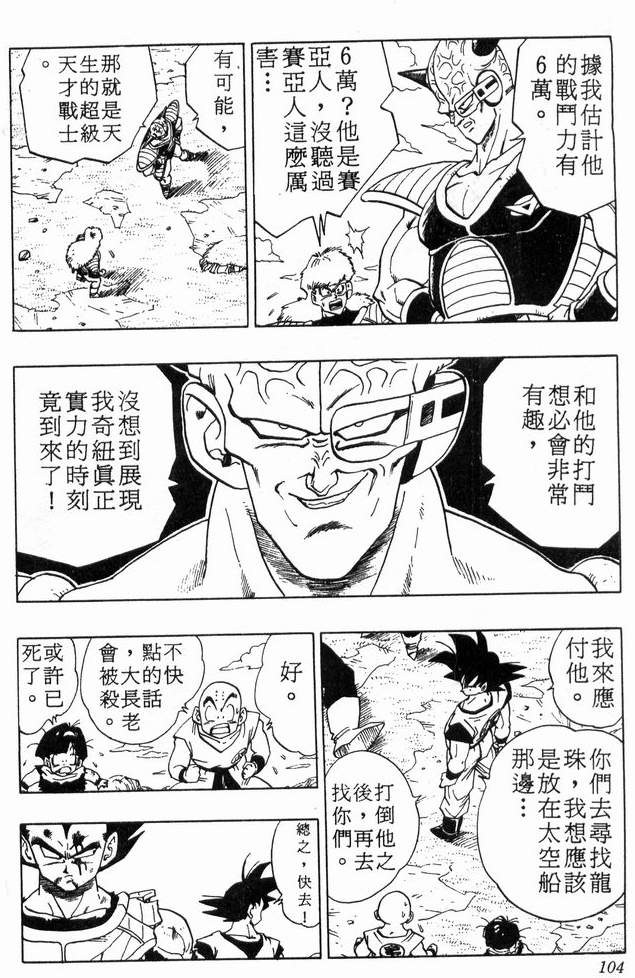 據我估計他
的戰鬥力有
6萬。
6萬？他是賽
亞人，沒聽過
賽亞人這麼厲
害…
有可能，
那就是天
生的超級
天才戰士
。
和他的打鬥
想必會非常
有趣，
沒想到展現
我奇紐眞正
實力的時刻
竟到來了！
我來應
付他。
你們去尋找龍
珠，我想應該
是放在太空船
那邊…
打倒他之
後，再去
找你們。
好。
不快
點的話
，大長老
會被殺。
或許已
死了。
總之，快去！
104